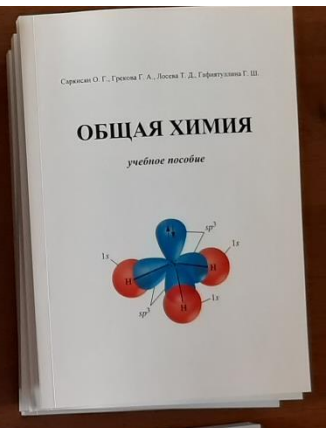 Саркисян О. Г., Грекова Г. А., Лосева Т. Д., Гафиятуллина Г. Ш.
ОБЩАЯ ХИМИЯ
учебное пособие
sp³
1s
1s
H
H
H
1s
sp³